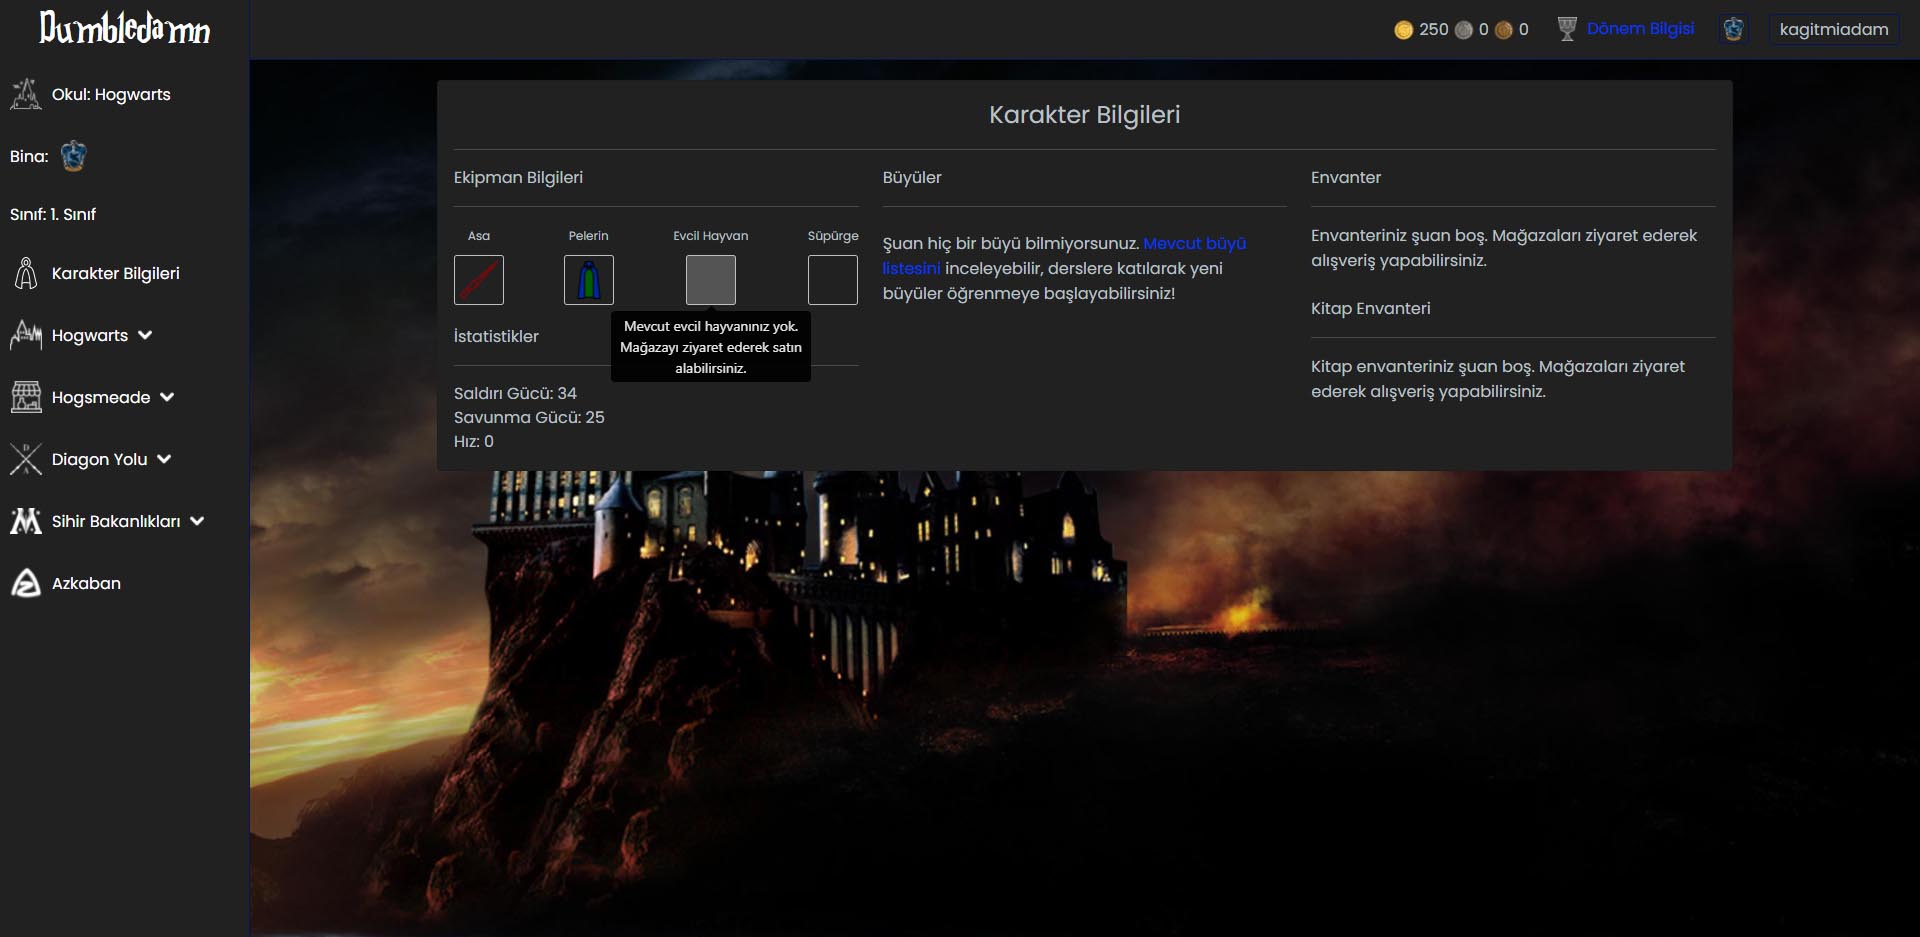 Dumbledamn
250 0 0
Dönem Bilgisi
kagitmiadam
Okul: Hogwarts
Bina:
Sınıf: 1. Sınıf
Karakter Bilgileri
Hogwarts
Hogsmeade
D
A
Diagon Yolu
Sihir Bakanlıkları
Azkaban
Karakter Bilgileri
Ekipman Bilgileri
Asa
Pelerin
Evcil Hayvan
Süpürge
Mevcut evcil hayvanınız yok.
Mağazayı ziyaret ederek satın
alabilirsiniz.
İstatistikler
Saldırı Gücü: 34
Savunma Gücü: 25
Hız: 0
Büyüler
Şuan hiç bir büyü bilmiyorsunuz. Mevcut büyü
listesini inceleyebilir, derslere katılarak yeni
büyüler öğrenmeye başlayabilirsiniz!
Envanter
Envanteriniz şuan boş. Mağazaları ziyaret ederek
alışveriş yapabilirsiniz.
Kitap Envanteri
Kitap envanteriniz şuan boş. Mağazaları ziyaret
ederek alışveriş yapabilirsiniz.